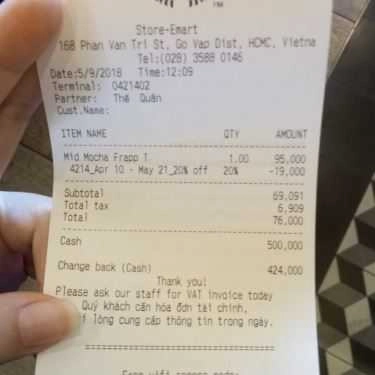 Store-Emart
168 Phan Van Tri St, Go Vap Dist, HCMC, Vietna
Tel:(028) 3588 0146
Date:5/9/2018 Time:12:09
Terminal: 0421402
Partner: Thế Quân
Cust.Name:
ITEM NAME QTY AMOUNT
Mid Mocha Frapp T 1.00 95,000
4214_Apr 10 - May 21_20% off 20% -19,000
Subtotal 69,091
Total tax 6,909
Total 76,000
Cash 500,000
Change back (Cash) 424,000
Thank you!
Please ask our staff for VAT invoice today
Quý khách cần hóa đơn tài chính,
lòng cung cấp thông tin trong ngày.